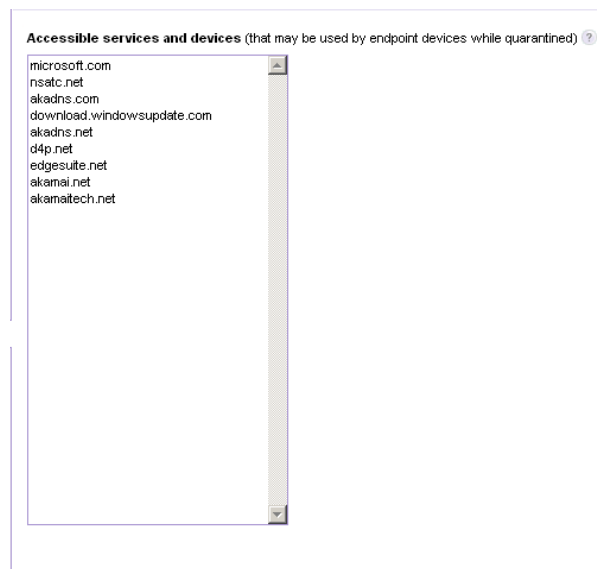 Accessible services and devices (that may be used by endpoint devices while quarantined) ?
microsoft.com
nsatc.net
akadns.com
download.windowsupdate.com
akadns.net
d4p.net
edgesuite.net
akamai.net
akamaitech.net